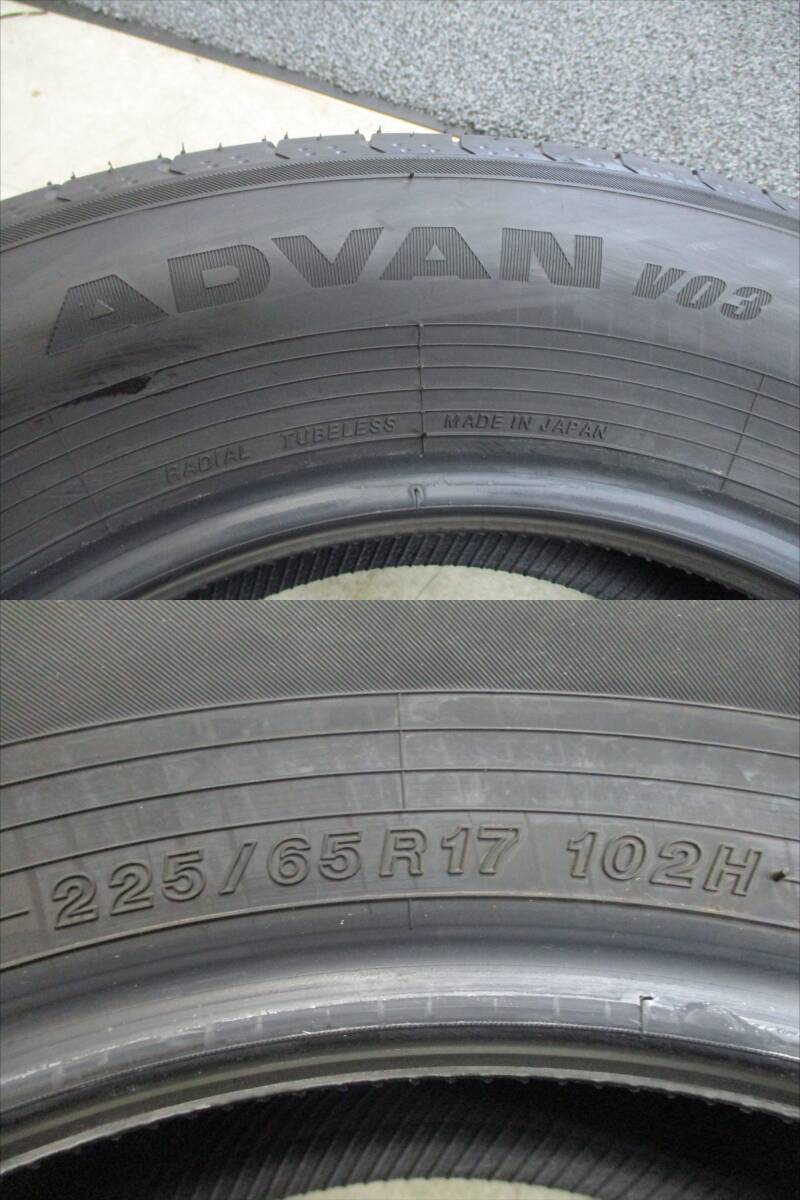 ADVAN V03
RADIAL TUBELESS MADE IN JAPAN
225/65R17 102H